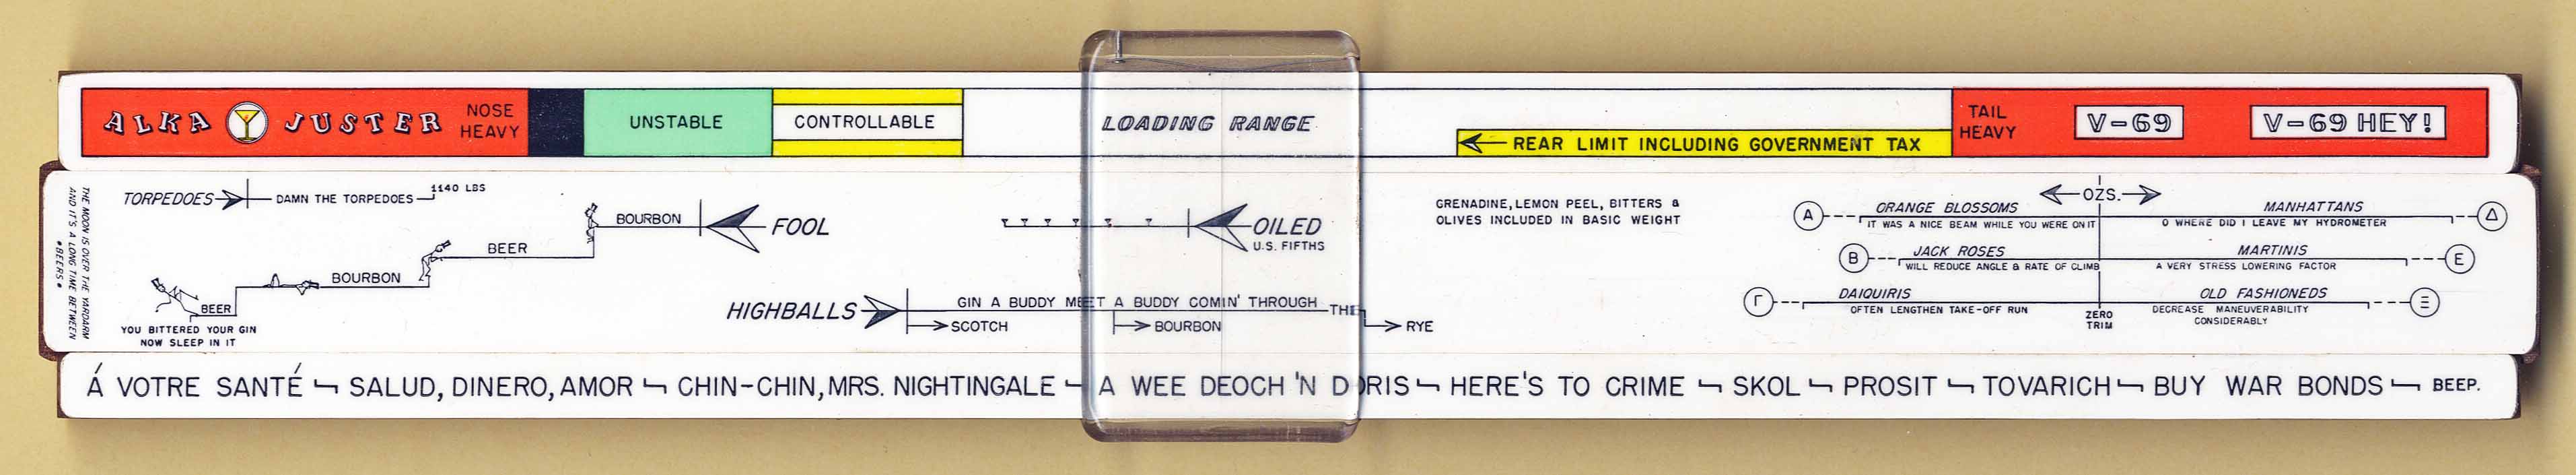 ALKA JUSTER
NOSE HEAVY
UNSTABLE
CONTROLLABLE
LOADING RANGE
← REAR LIMIT INCLUDING GOVERNMENT TAX
TAIL HEAVY
V-69
V-69 HEY!
THE MOON IS OVER THE YARDARM
AND IT'S A LONG TIME BETWEEN
•BEERS•
TORPEDOES
DAMN THE TORPEDOES
1140 LBS
BOURBON
FOOL
BEER
BOURBON
BEER
YOU BITTERED YOUR GIN
NOW SLEEP IN IT
OILED
U.S. FIFTHS
HIGHBALLS
GIN A BUDDY MEET A BUDDY COMIN' THROUGH THE
SCOTCH
BOURBON
RYE
GRENADINE, LEMON PEEL, BITTERS &
OLIVES INCLUDED IN BASIC WEIGHT
← OZS. →
A
ORANGE BLOSSOMS
IT WAS A NICE BEAM WHILE YOU WERE ON IT
MANHATTANS
O WHERE DID I LEAVE MY HYDROMETER
Δ
B
JACK ROSES
WILL REDUCE ANGLE & RATE OF CLIMB
MARTINIS
A VERY STRESS LOWERING FACTOR
E
Γ
DAIQUIRIS
OFTEN LENGTHEN TAKE-OFF RUN
OLD FASHIONEDS
DECREASE MANEUVERABILITY
CONSIDERABLY
Ξ
ZERO
TRIM
Á VOTRE SANTÉ ~ SALUD, DINERO, AMOR ~ CHIN-CHIN, MRS. NIGHTINGALE ~ A WEE DEOCH 'N DORIS ~ HERE'S TO CRIME ~ SKOL ~ PROSIT ~ TOVARICH ~ BUY WAR BONDS ~ BEEP.